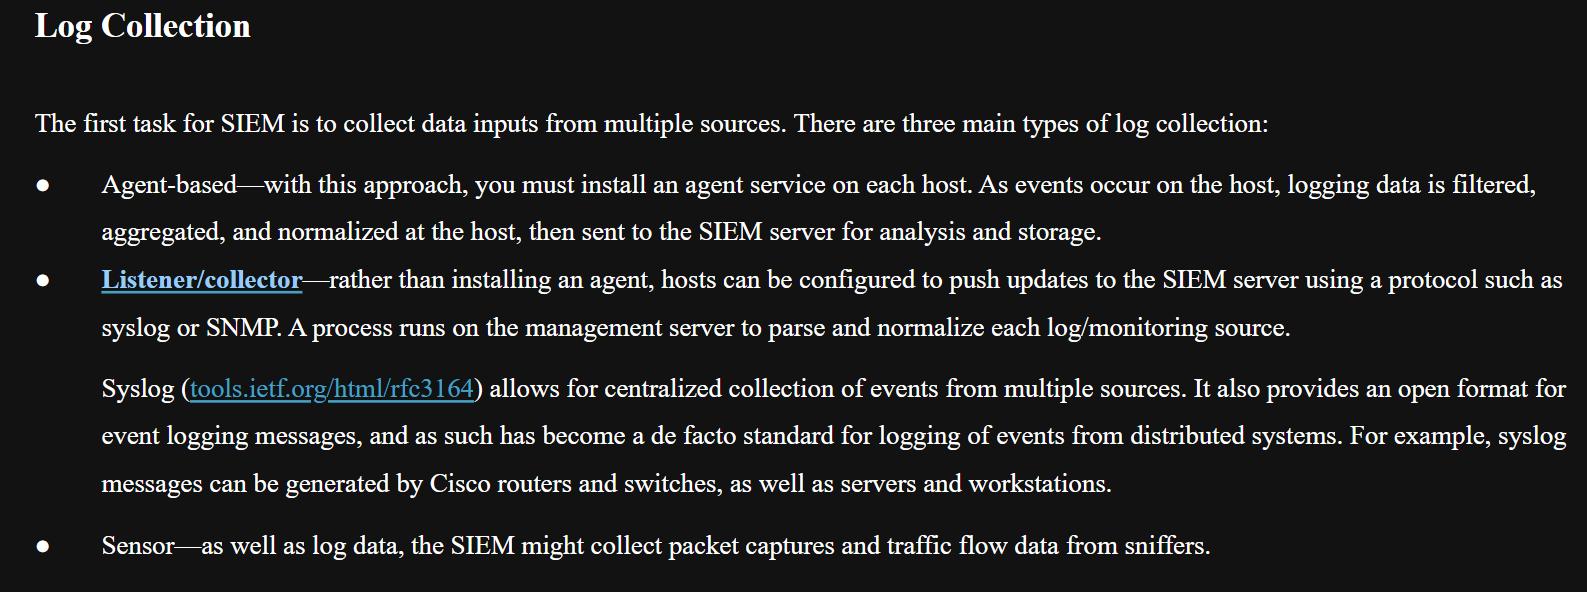 Log Collection
The first task for SIEM is to collect data inputs from multiple sources. There are three main types of log collection:
● Agent-based—with this approach, you must install an agent service on each host. As events occur on the host, logging data is filtered,
aggregated, and normalized at the host, then sent to the SIEM server for analysis and storage.
● Listener/collector—rather than installing an agent, hosts can be configured to push updates to the SIEM server using a protocol such as
syslog or SNMP. A process runs on the management server to parse and normalize each log/monitoring source.
Syslog (tools.ietf.org/html/rfc3164) allows for centralized collection of events from multiple sources. It also provides an open format for
event logging messages, and as such has become a de facto standard for logging of events from distributed systems. For example, syslog
messages can be generated by Cisco routers and switches, as well as servers and workstations.
● Sensor—as well as log data, the SIEM might collect packet captures and traffic flow data from sniffers.